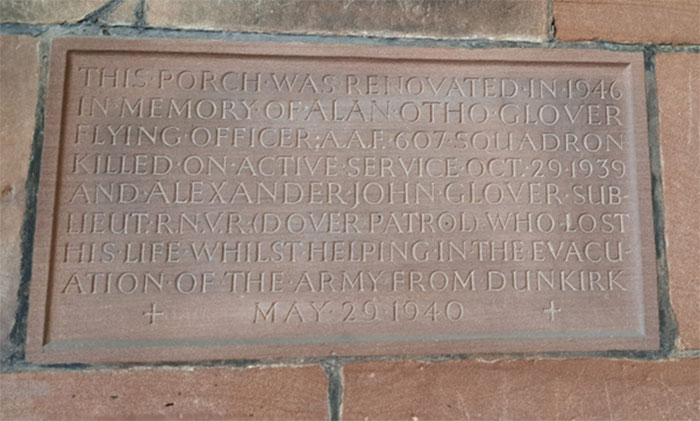 THIS·PORCH·WAS·RENOVATED·IN·1946
IN·MEMORY·OF·ALAN·OTHO·GLOVER
FLYING·OFFICER;A.A.F.·607·SQUADRON
KILLED·ON·ACTIVE·SERVICE·OCT.·29·1939
AND·ALEXANDER·JOHN·GLOVER·SUB-
LIEUT.R.N.V.R.(DOVER·PATROL)·WHO·LOST
HIS·LIFE·WHILST·HELPING·IN·THE·EVACU-
ATION·OF·THE·ARMY·FROM·DUNKIRK
+ MAY·29·1940 +